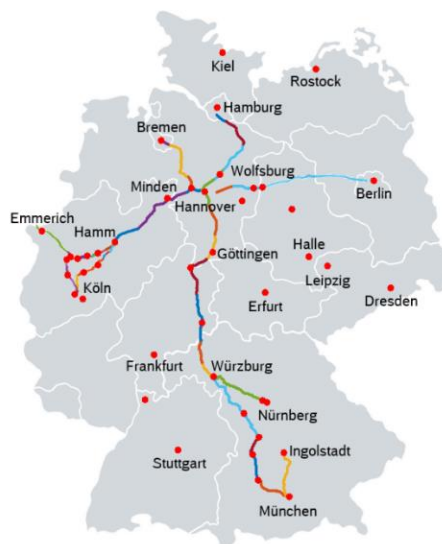 Kiel
Rostock
Hamburg
Bremen
Wolfsburg
Minden
Hannover
Berlin
Emmerich
Hamm
Göttingen
Halle
Leipzig
Köln
Erfurt
Dresden
Frankfurt
Würzburg
Nürnberg
Stuttgart
Ingolstadt
München